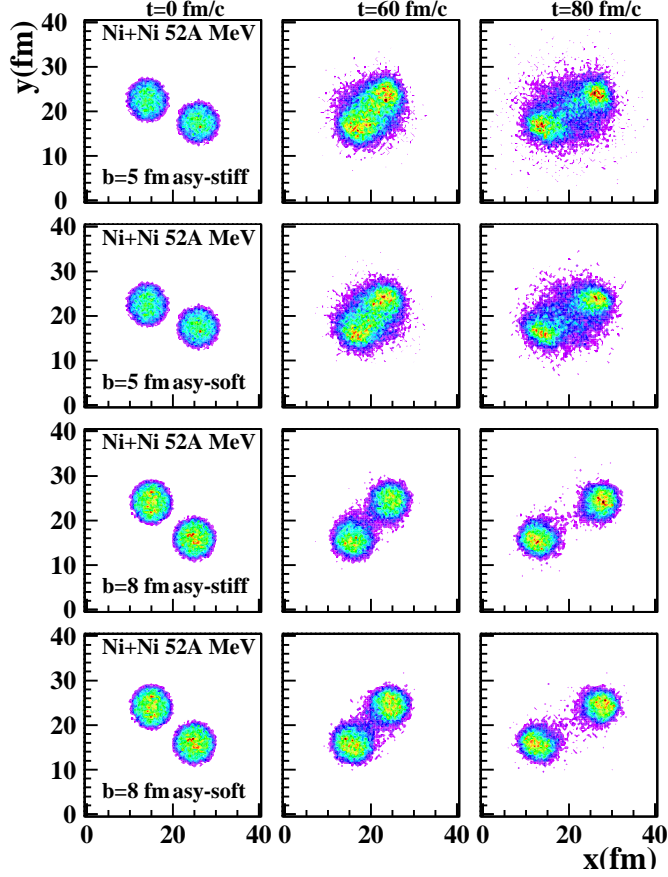 t=0 fm/c t=60 fm/c t=80 fm/c
y(fm)
40
30
20
10
0
Ni+Ni 52A MeV
b=5 fm asy-stiff
40
30
20
10
0
Ni+Ni 52A MeV
b=5 fm asy-soft
40
30
20
10
0
Ni+Ni 52A MeV
b=8 fm asy-stiff
40
30
20
10
0
Ni+Ni 52A MeV
b=8 fm asy-soft
0 20 40 0 20 40 0 20 40
x(fm)